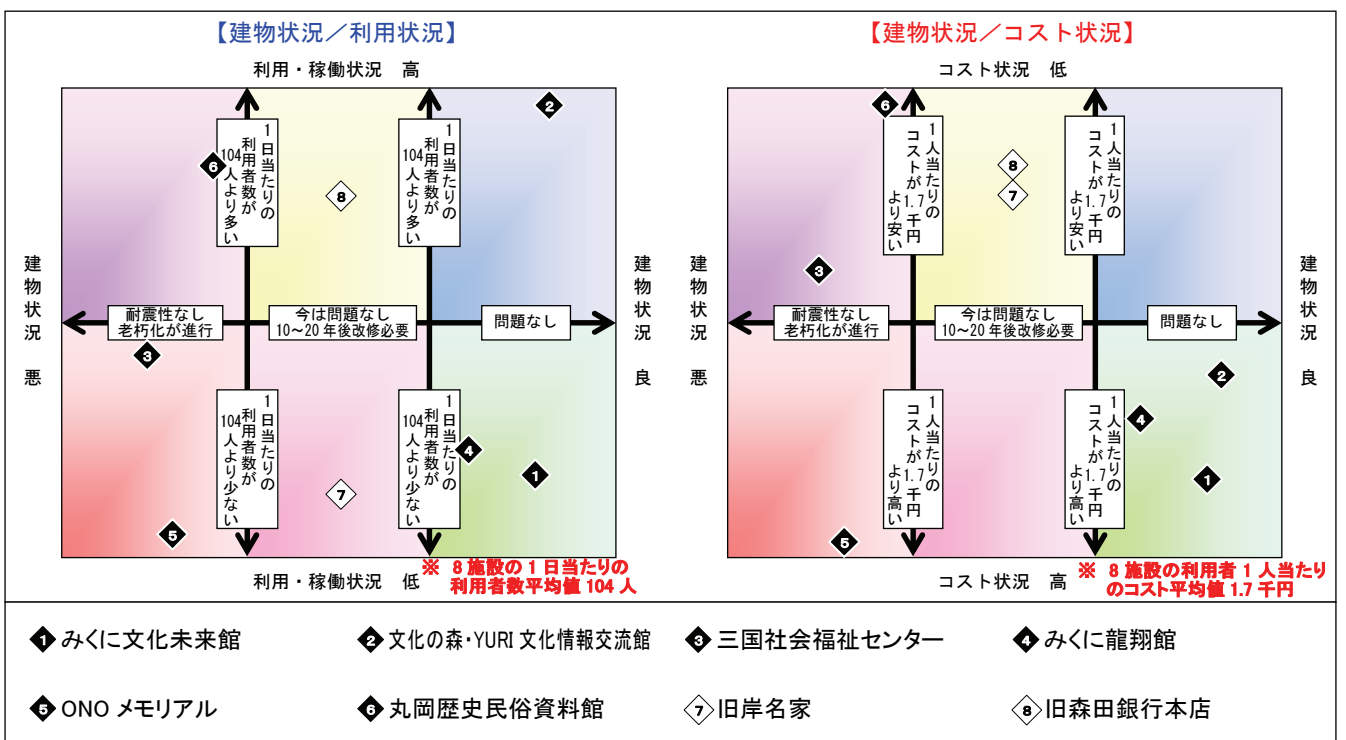 【建物状況／利用状況】
利用・稼働状況 高
1日当たりの
利用者数が
104人より多い
1日当たりの
利用者数が
104人より多い
2
6
8
建物状況 悪
建物状況 良
耐震性なし
老朽化が進行
今は問題なし
10～20年後改修必要
問題なし
3
1日当たりの
利用者数が
104人より少ない
1日当たりの
利用者数が
104人より少ない
4
1
7
5
利用・稼働状況 低
※ 8施設の1日当たりの
利用者数平均値104人
【建物状況／コスト状況】
コスト状況 低
6
1人当たりの
コストが1.7千円
より安い
1人当たりの
コストが1.7千円
より安い
8
7
3
建物状況 悪
建物状況 良
耐震性なし
老朽化が進行
今は問題なし
10～20年後改修必要
問題なし
2
1人当たりの
コストが1.7千円
より高い
1人当たりの
コストが1.7千円
より高い
4
1
5
コスト状況 高
※ 8施設の利用者1人当たり
のコスト平均値1.7千円
1 みくに文化未来館
2 文化の森・YURI文化情報交流館
3 三国社会福祉センター
4 みくに龍翔館
5 ONOメモリアル
6 丸岡歴史民俗資料館
7 旧岸名家
8 旧森田銀行本店